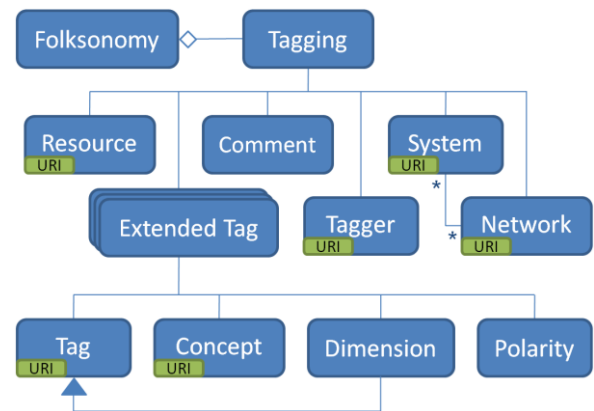 Folksonomy
Tagging
Resource
URI
Comment
System
URI
*
Extended Tag
Tagger
URI
*
Network
URI
Tag
URI
Concept
URI
Dimension
Polarity